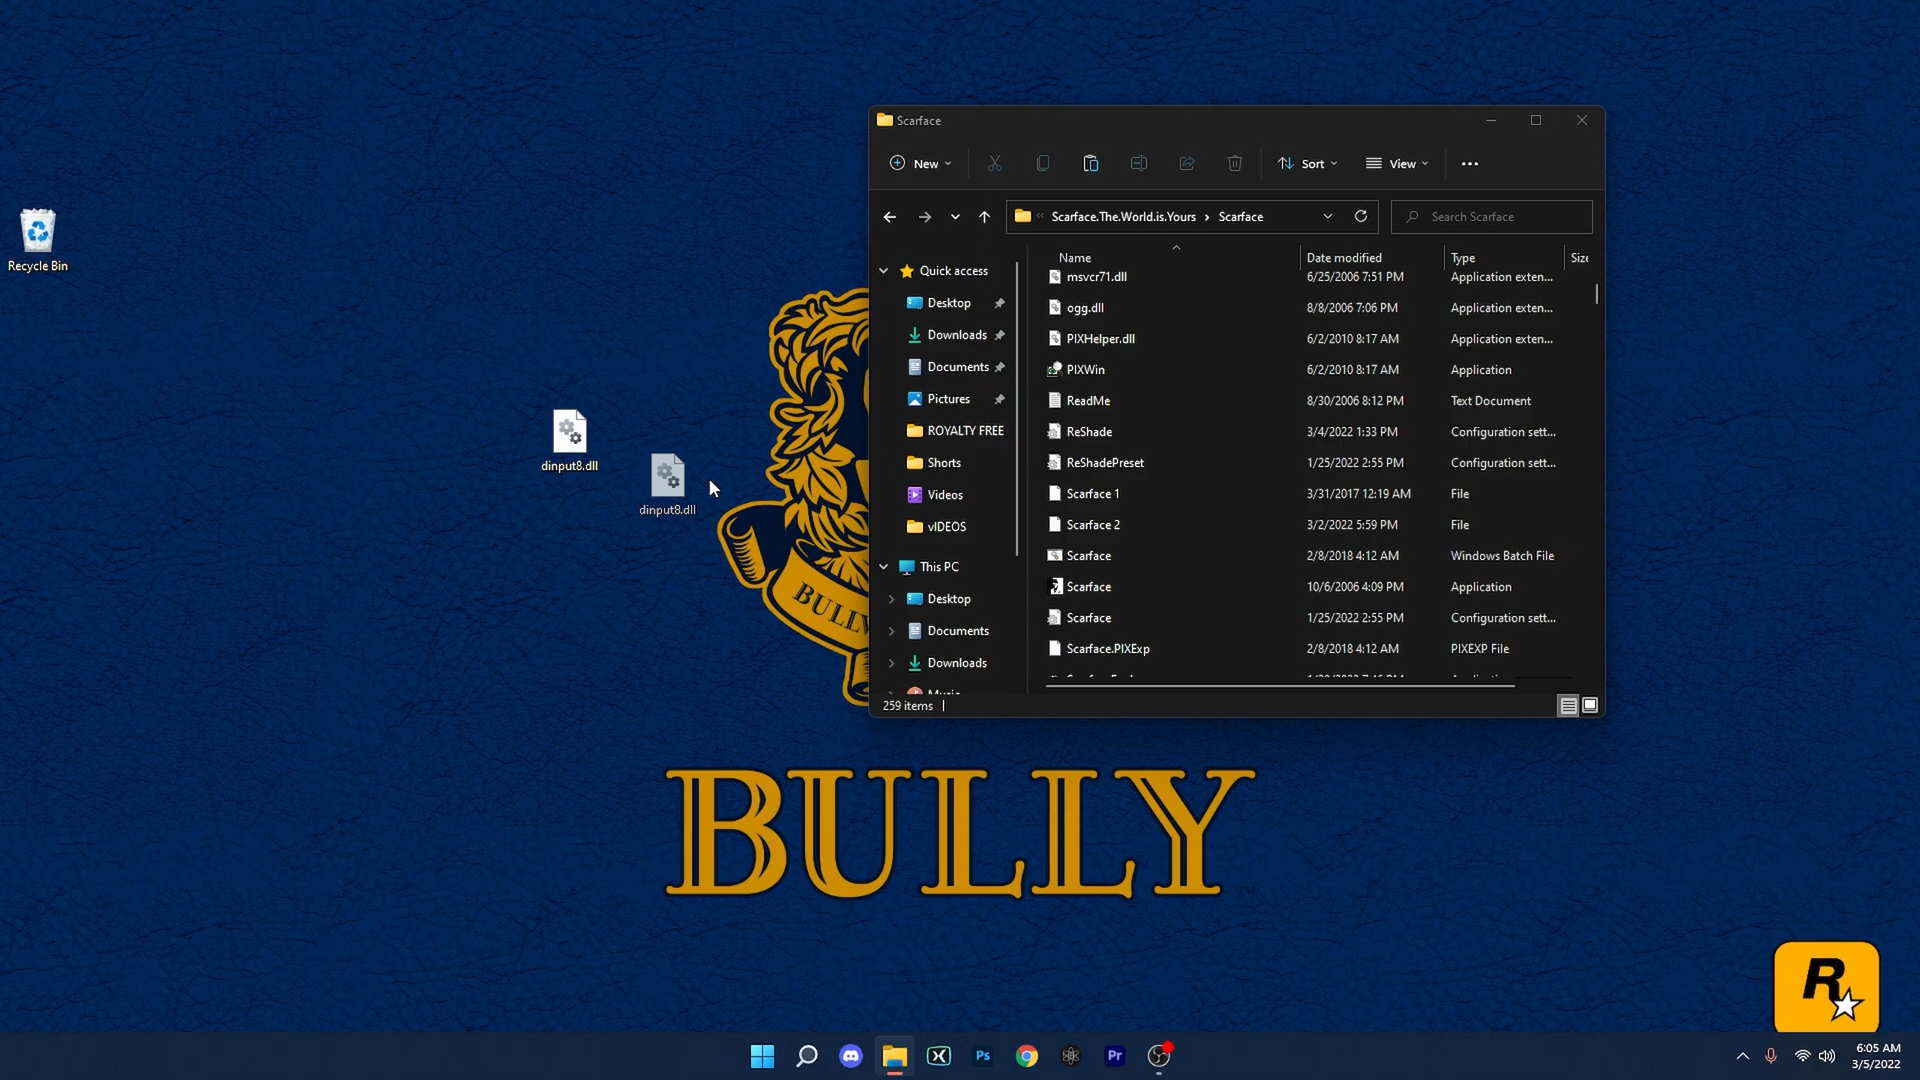 Recycle Bin
dinput8.dll
dinput8.dll
Scarface
New
Sort
View
Scarface.The.World.is.Yours
Scarface
Search Scarface
Quick access
Desktop
Downloads
Documents
Pictures
ROYALTY FREE
Shorts
Videos
vIDEOS
This PC
Desktop
Documents
Downloads
Name Date modified Type Size
msvcr71.dll 6/25/2006 7:51 PM Application exten...
ogg.dll 8/8/2006 7:06 PM Application exten...
PIXHelper.dll 6/2/2010 8:17 AM Application exten...
PIXWin 6/2/2010 8:17 AM Application
ReadMe 8/30/2006 8:12 PM Text Document
ReShade 3/4/2022 1:33 PM Configuration sett...
ReShadePreset 1/25/2022 2:55 PM Configuration sett...
Scarface 1 3/31/2017 12:19 AM File
Scarface 2 3/2/2022 5:59 PM File
Scarface 2/8/2018 4:12 AM Windows Batch File
Scarface 10/6/2006 4:09 PM Application
Scarface 1/25/2022 2:55 PM Configuration sett...
Scarface.PIXExp 2/8/2018 4:12 AM PIXEXP File
259 items
BULLY
R
Ps
Pr
6:05 AM
3/5/2022